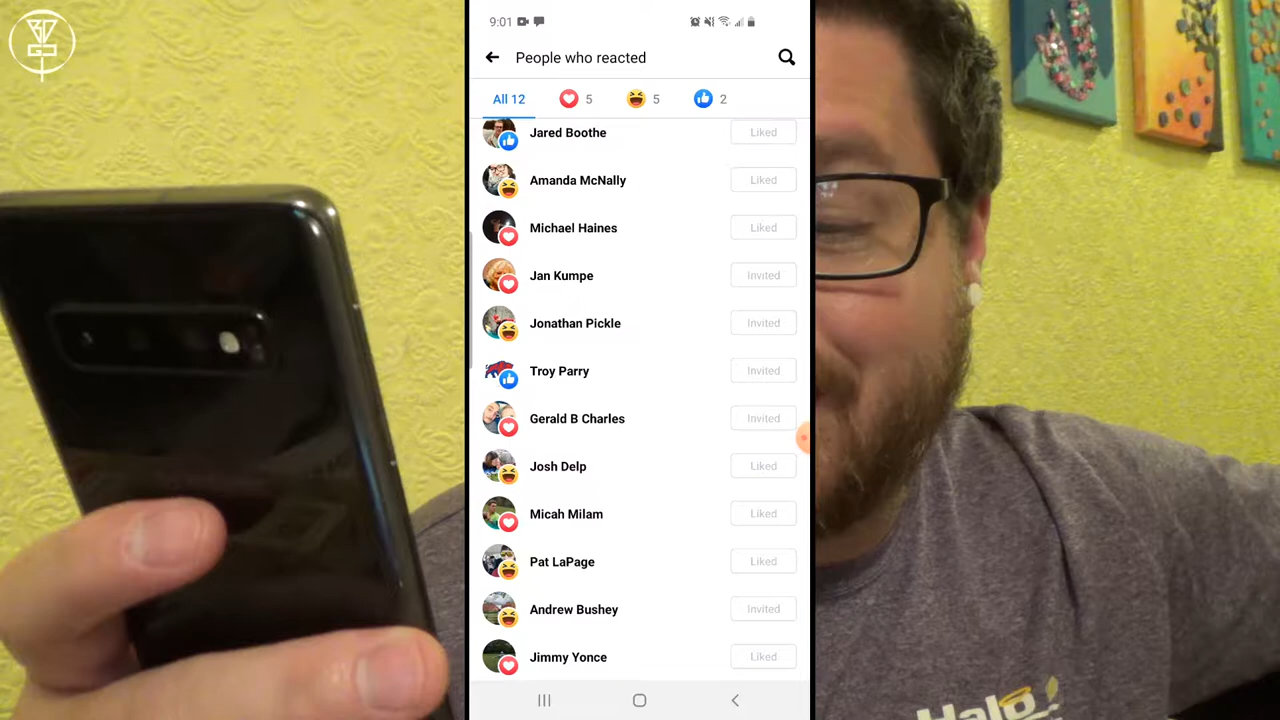 9:01
People who reacted
All 12 5 5 2
Jared Boothe Liked
Amanda McNally Liked
Michael Haines Liked
Jan Kumpe Invited
Jonathan Pickle Invited
Troy Parry Invited
Gerald B Charles Invited
Josh Delp Liked
Micah Milam Liked
Pat LaPage Liked
Andrew Bushey Invited
Jimmy Yonce Liked
Halo